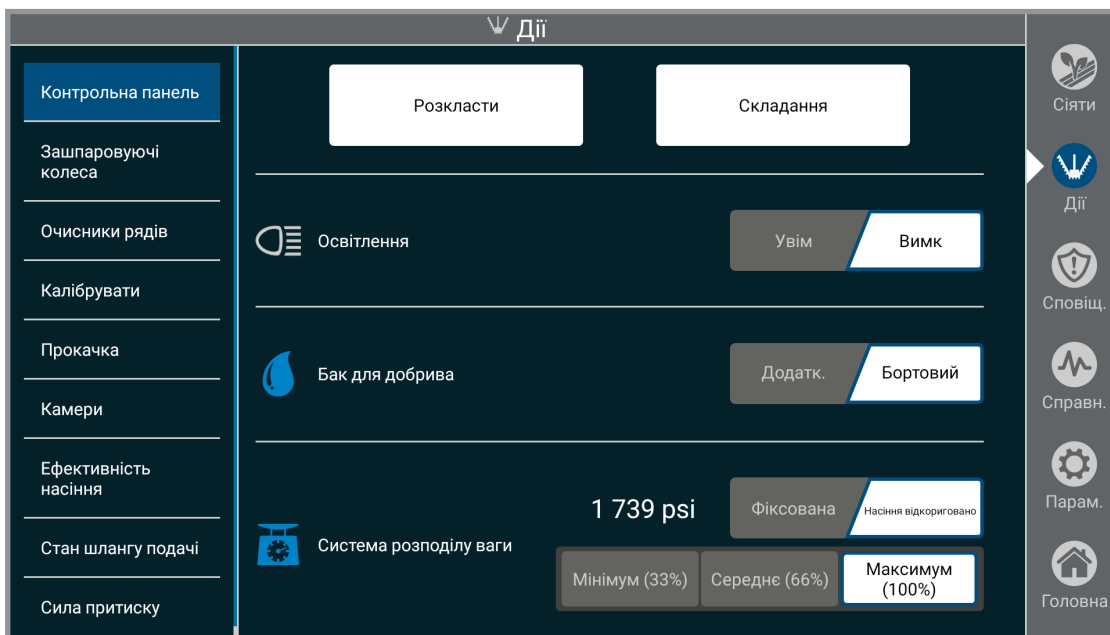 Дії
Контрольна панель
Зашпаровуючі
колеса
Очисники рядів
Калібрувати
Прокачка
Камери
Ефективність
насіння
Стан шлангу подачі
Сила притиску
Розкласти
Складання
Освітлення
Увім
Вимк
Бак для добрива
Додатк.
Бортовий
Система розподілу ваги
1 739 psi
Фіксована
Насіння відкориговано
Мінімум (33%)
Середнє (66%)
Максимум
(100%)
Сіяти
Дії
Сповіщ.
Справн.
Парам.
Головна